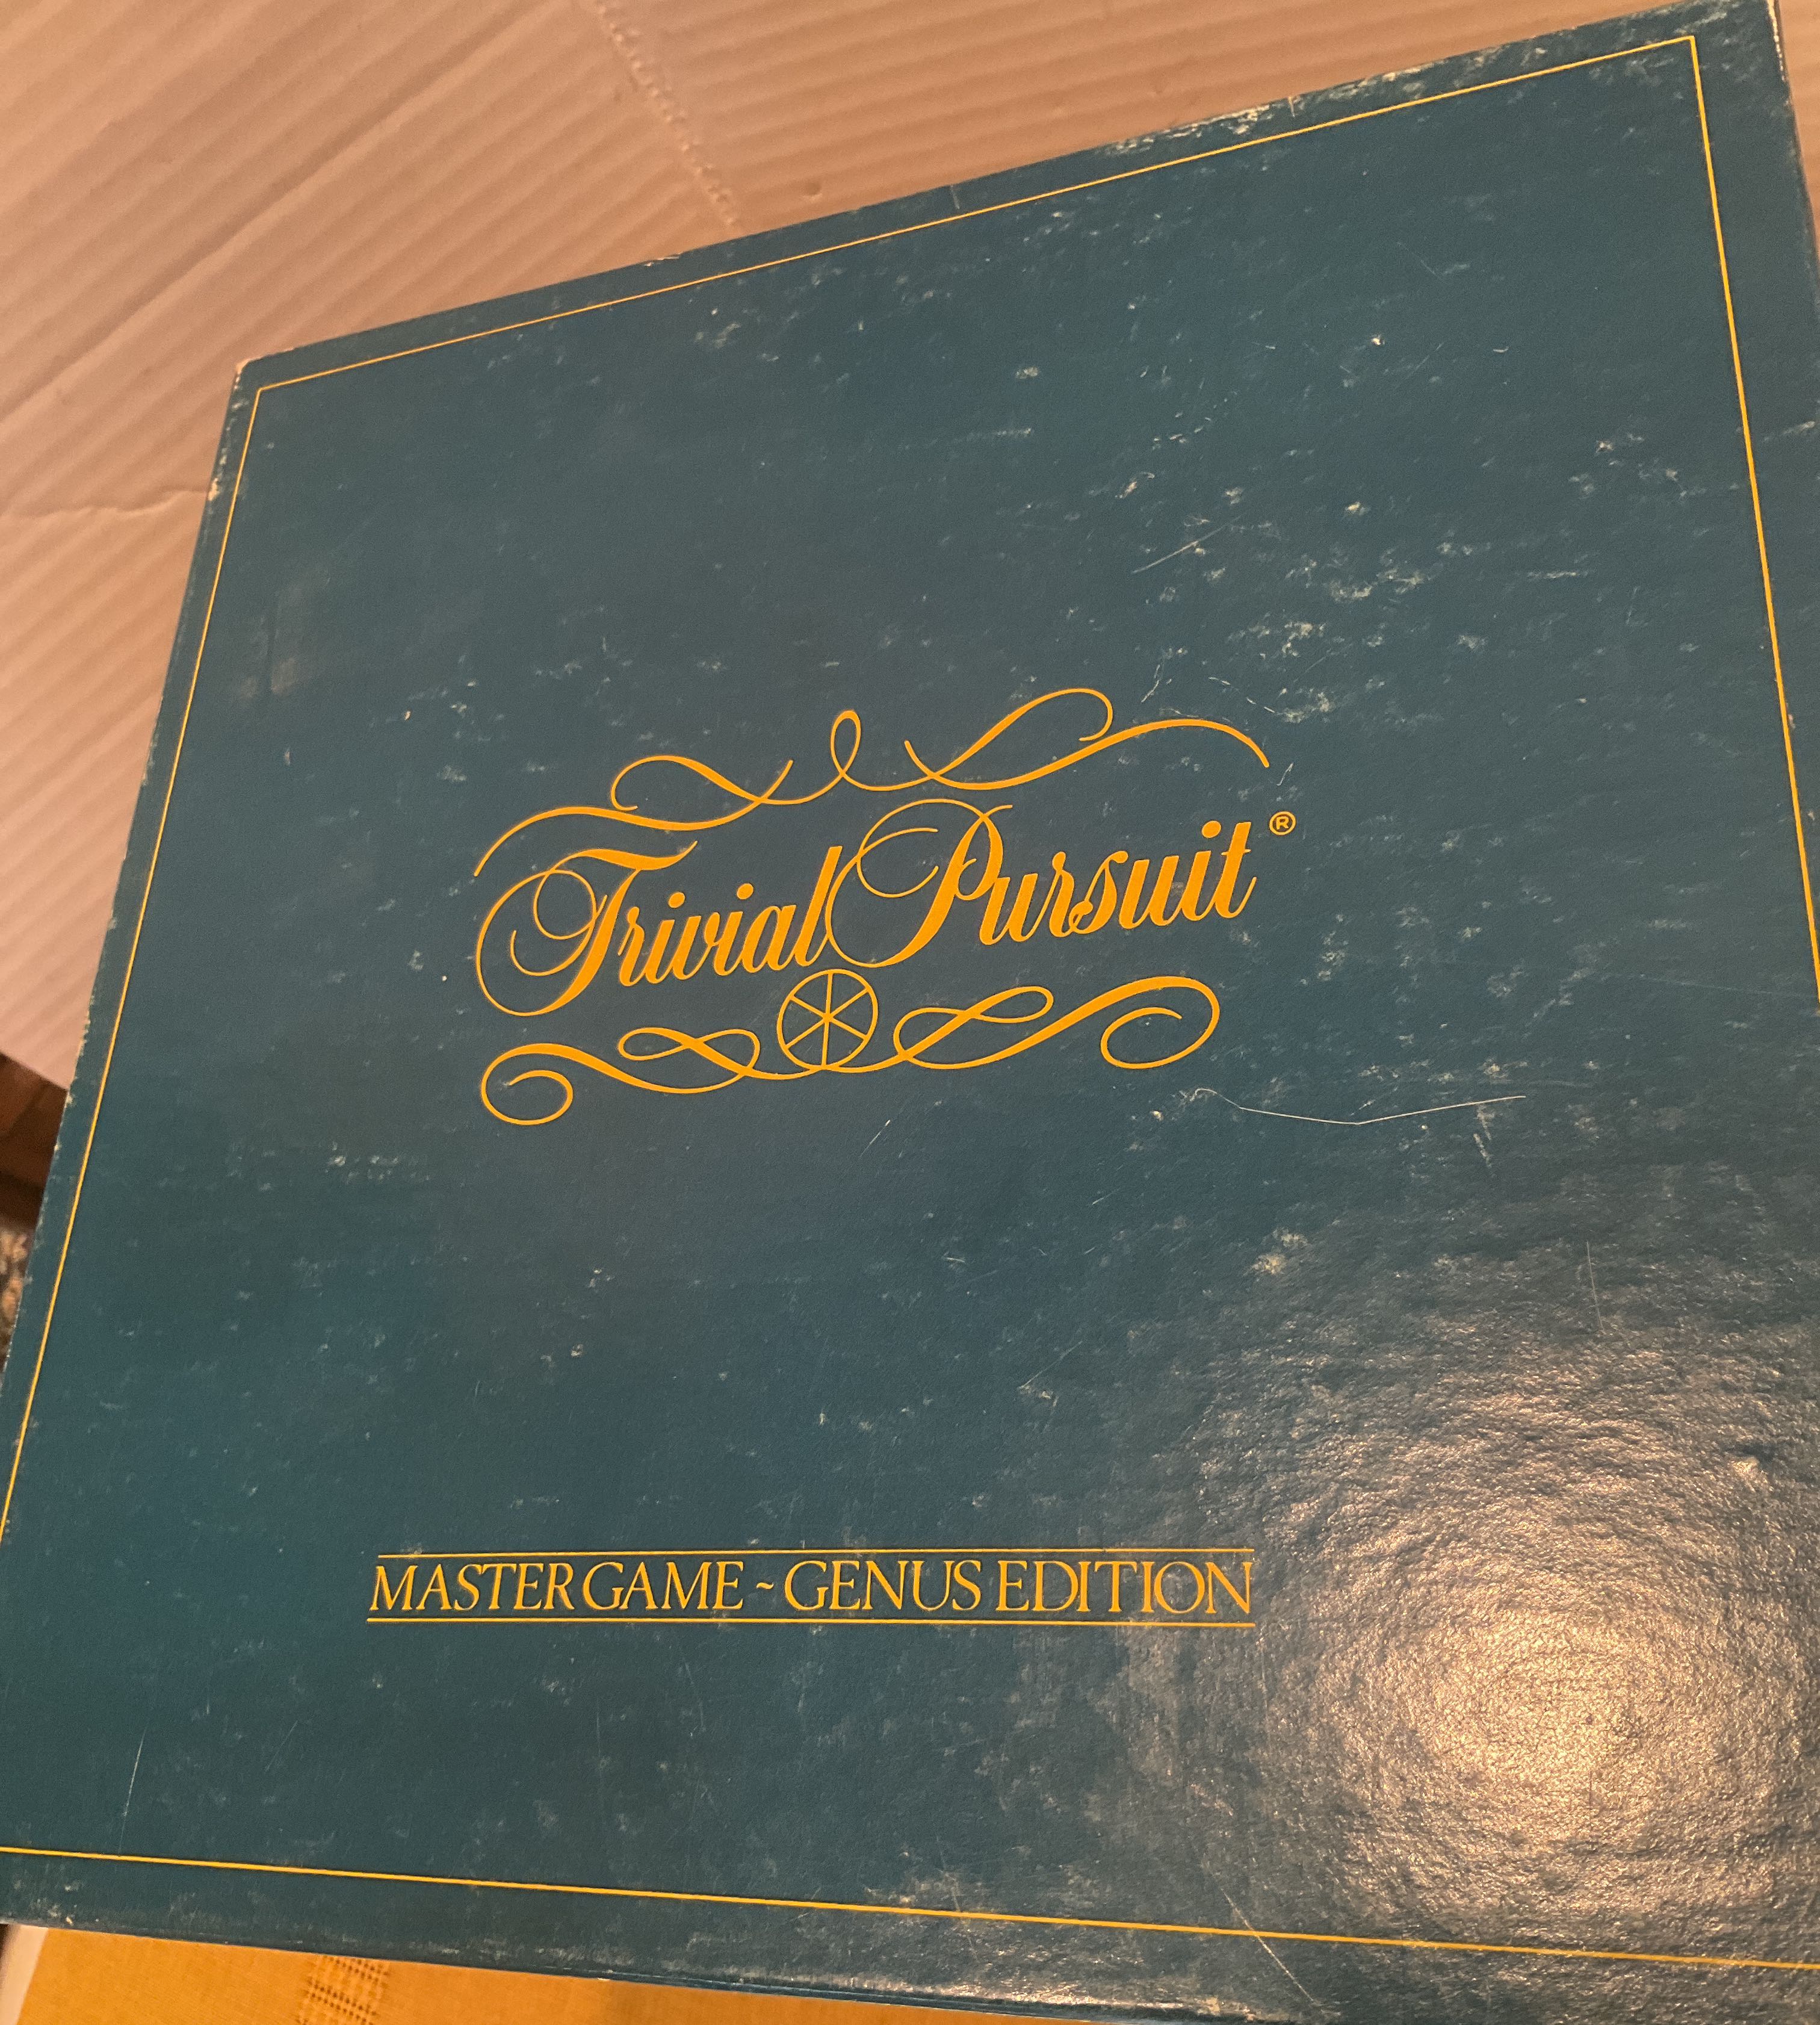 Trivial Pursuit®
MASTER GAME ~ GENUS EDITION